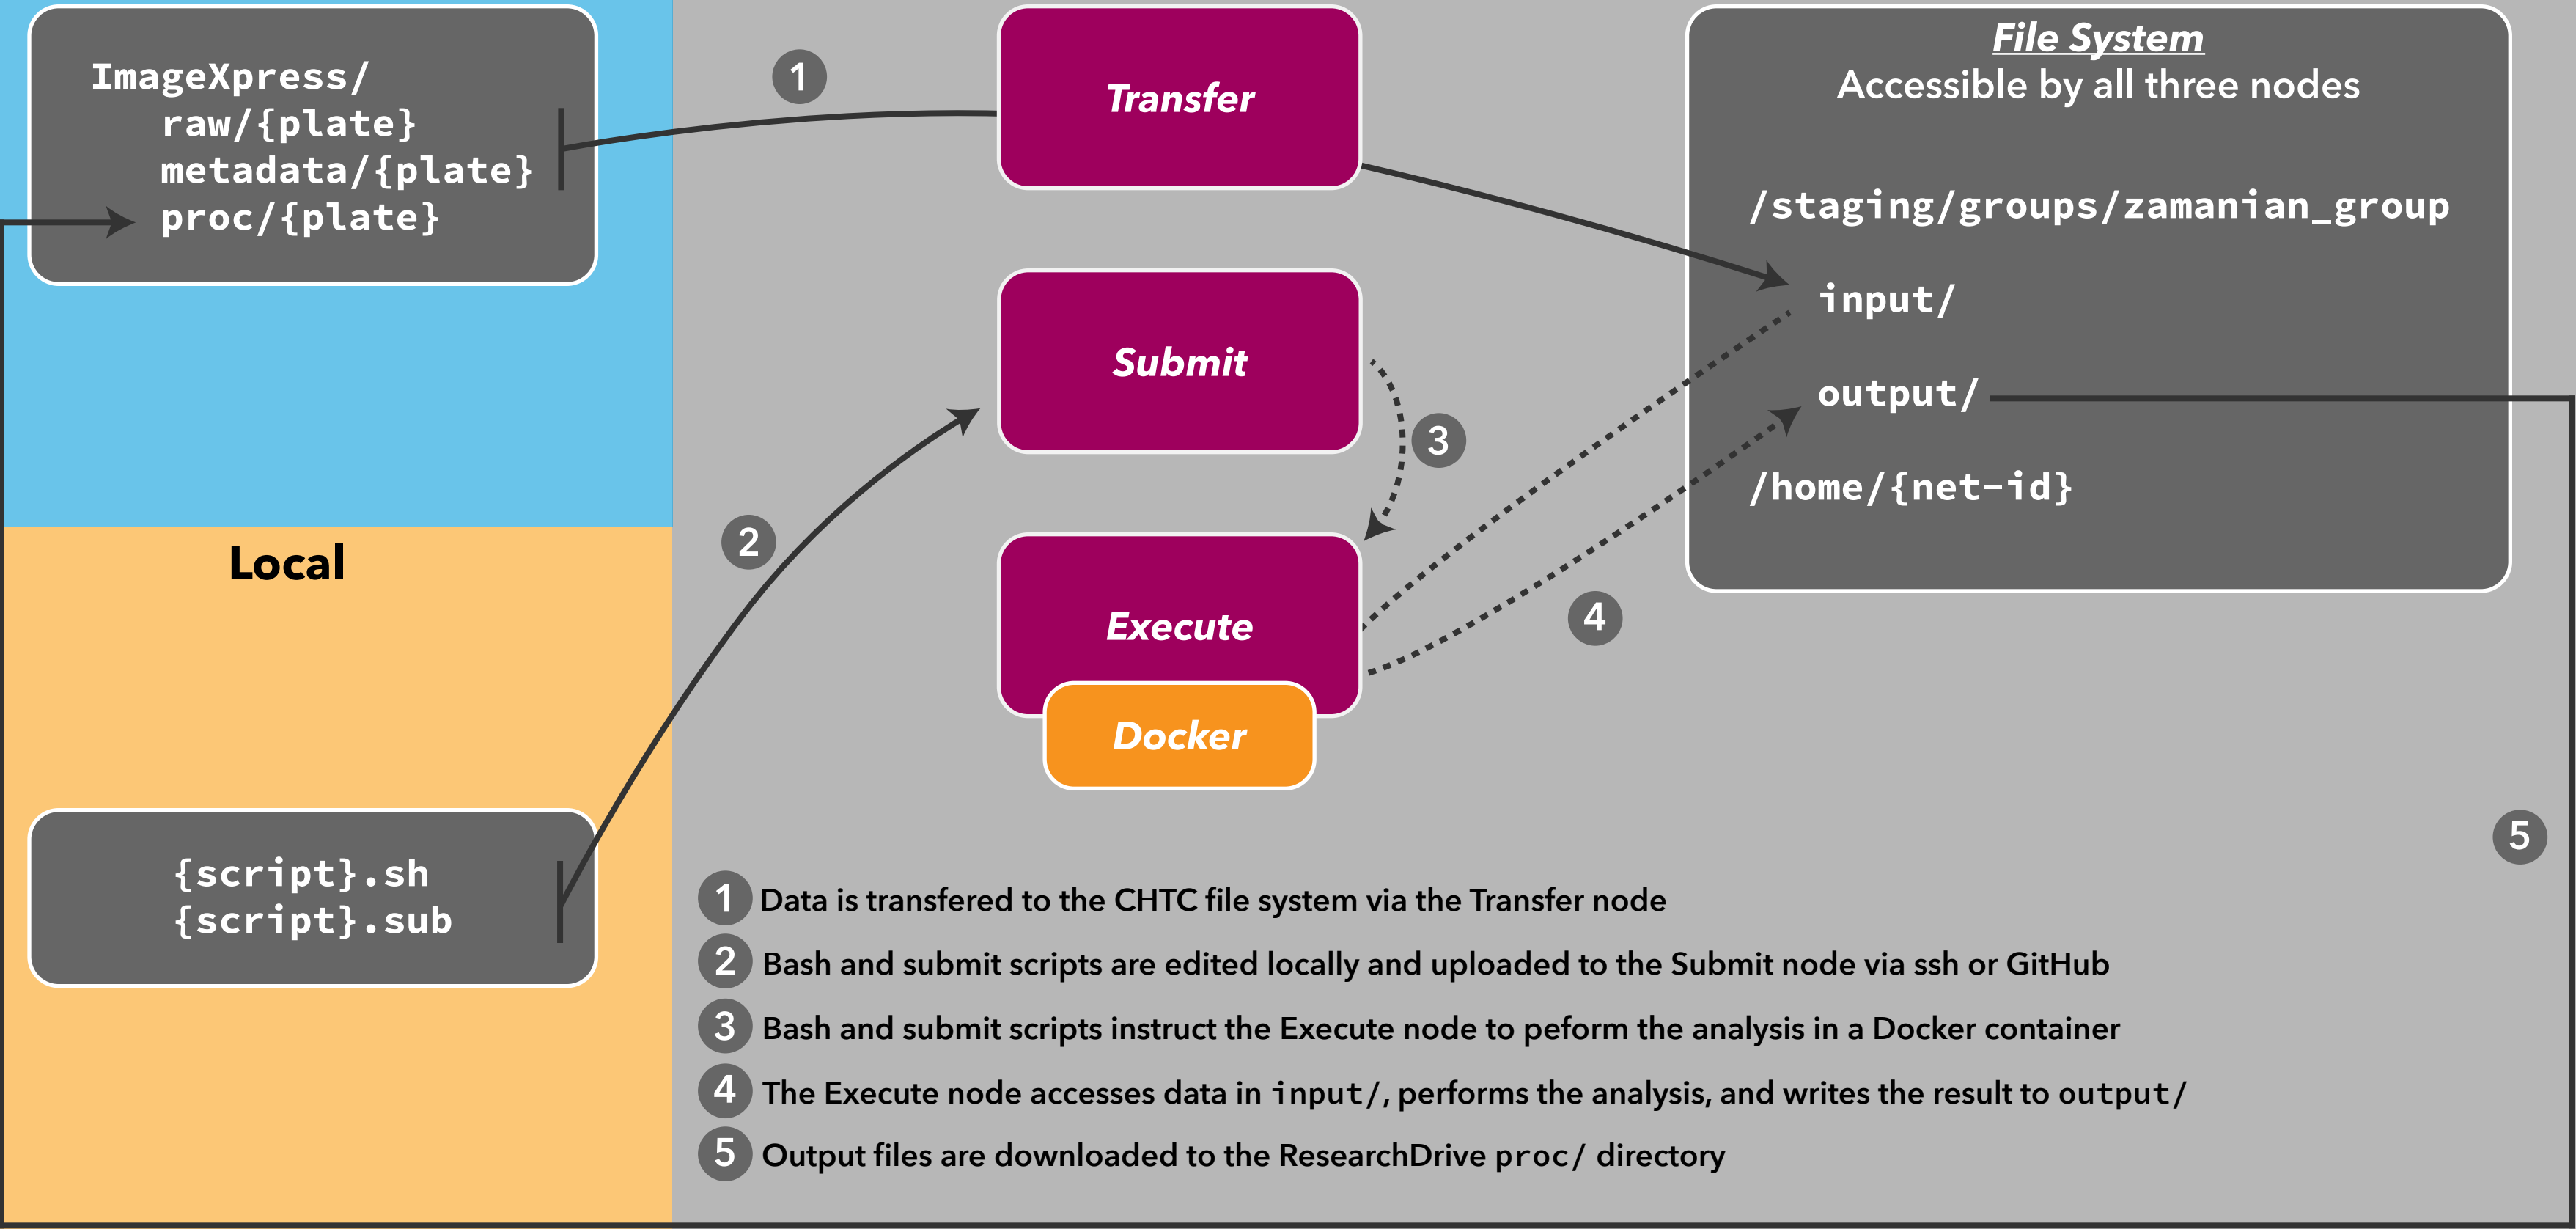 ImageXpress/
raw/{plate}
metadata/{plate}
proc/{plate}
1
Transfer
File System
Accessible by all three nodes
/staging/groups/zamanian_group
input/
output/
/home/{net-id}
Submit
3
2
Local
Execute
4
Docker
5
{script}.sh
{script}.sub
1 Data is transfered to the CHTC file system via the Transfer node
2 Bash and submit scripts are edited locally and uploaded to the Submit node via ssh or GitHub
3 Bash and submit scripts instruct the Execute node to peform the analysis in a Docker container
4 The Execute node accesses data in input/, performs the analysis, and writes the result to output/
5 Output files are downloaded to the ResearchDrive proc/ directory